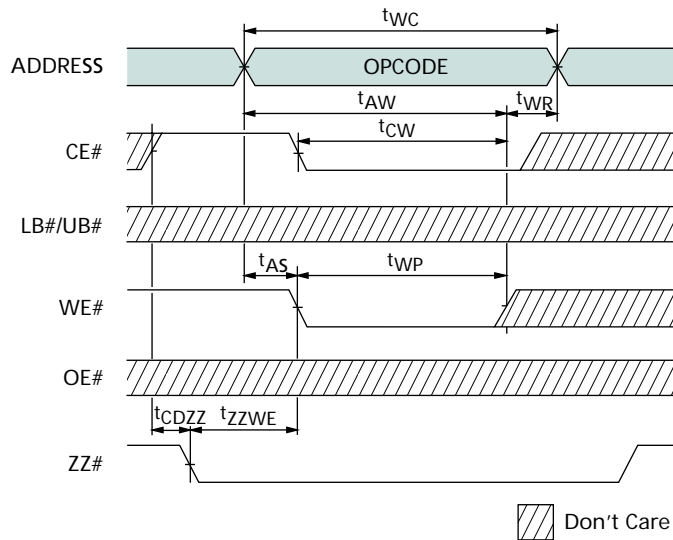 tWC
ADDRESS OPCODE
tAW tWR
CE# tCW
LB#/UB#
tAS tWP
WE#
OE#
tCDZZ tZZWE
ZZ#
Don't Care